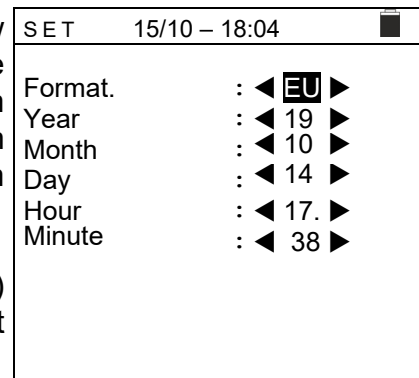 SET 15/10 – 18:04
Format. : ◀ EU ▶
Year : ◀ 19 ▶
Month : ◀ 10 ▶
Day : ◀ 14 ▶
Hour : ◀ 17. ▶
Minute : ◀ 38 ▶